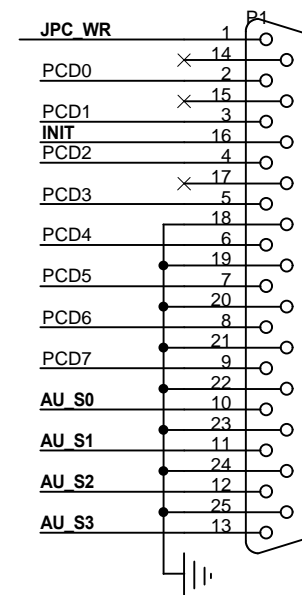 P1
JPC_WR 1
14
PCD0 2
15
PCD1 3
INIT 16
PCD2 4
17
PCD3 5
18
PCD4 6
19
PCD5 7
20
PCD6 8
21
PCD7 9
22
AU_S0 10
23
AU_S1 11
24
AU_S2 12
25
AU_S3 13